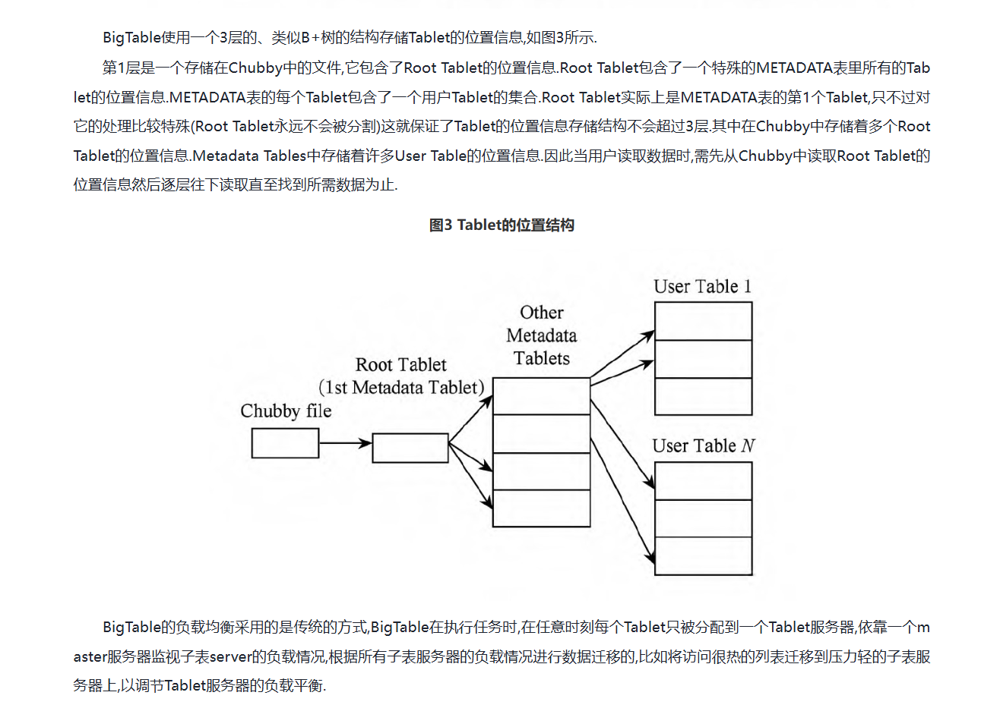 BigTable使用一个3层的、类似B+树的结构存储Tablet的位置信息,如图3所示.
第1层是一个存储在Chubby中的文件,它包含了Root Tablet的位置信息.Root Tablet包含了一个特殊的METADATA表里所有的Tab
let的位置信息.METADATA表的每个Tablet包含了一个用户Tablet的集合.Root Tablet实际上是METADATA表的第1个Tablet,只不过对
它的处理比较特殊(Root Tablet永远不会被分割)这就保证了Tablet的位置信息存储结构不会超过3层.其中在Chubby中存储着多个Root
Tablet的位置信息.Metadata Tables中存储着许多User Table的位置信息.因此当用户读取数据时,需先从Chubby中读取Root Tablet的
位置信息然后逐层往下读取直至找到所需数据为止.
图3 Tablet的位置结构
User Table 1
Other
Metadata
Tablets
Root Tablet
(1st Metadata Tablet)
Chubby file
User Table N
BigTable的负载均衡采用的是传统的方式,BigTable在执行任务时,在任意时刻每个Tablet只被分配到一个Tablet服务器,依靠一个m
aster服务器监视子表server的负载情况,根据所有子表服务器的负载情况进行数据迁移的,比如将访问很热的列表迁移到压力轻的子表服
务器上,以调节Tablet服务器的负载平衡.